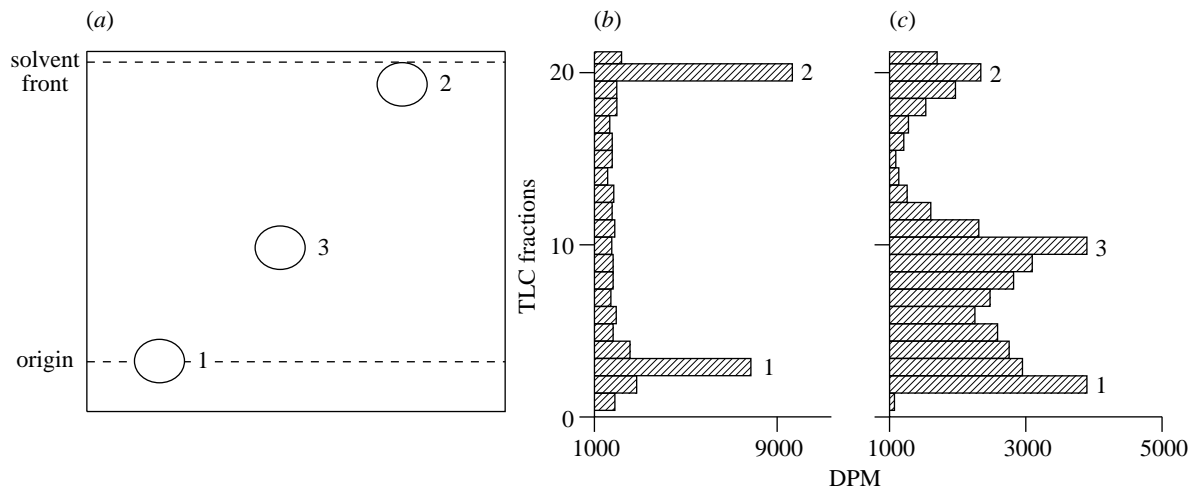 (a)
solvent
front
2
3
origin
1
(b)
TLC fractions
20
10
0
2
1
1000 9000
(c)
2
3
1
1000 3000 5000
DPM